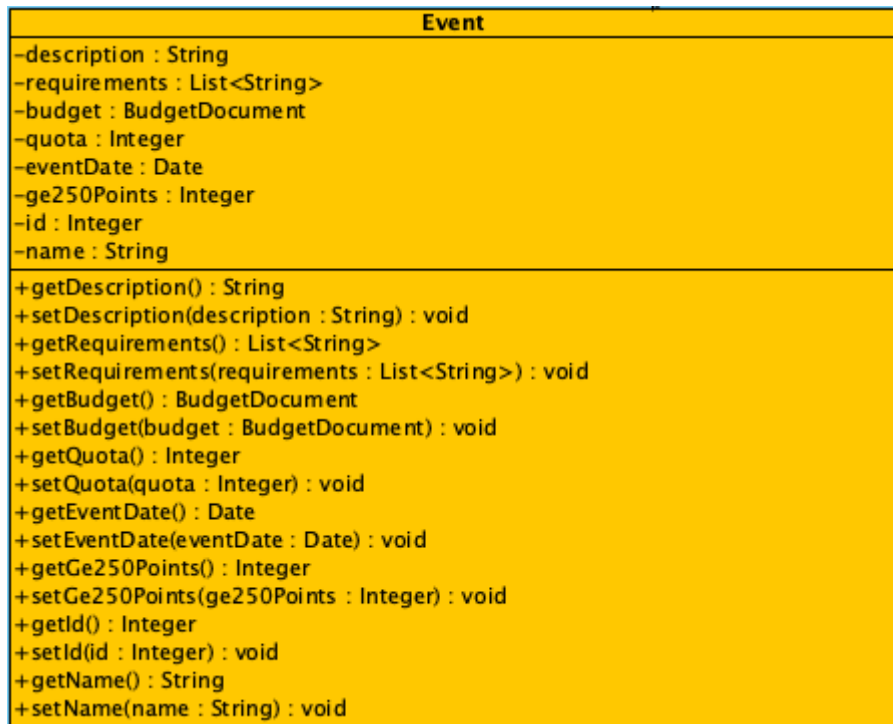 Event
-description : String
-requirements : List<String>
-budget : BudgetDocument
-quota : Integer
-eventDate : Date
-ge250Points : Integer
-id : Integer
-name : String
+getDescription() : String
+setDescription(description : String) : void
+getRequirements() : List<String>
+setRequirements(requirements : List<String>) : void
+getBudget() : BudgetDocument
+setBudget(budget : BudgetDocument) : void
+getQuota() : Integer
+setQuota(quota : Integer) : void
+getEventDate() : Date
+setEventDate(eventDate : Date) : void
+getGe250Points() : Integer
+setGe250Points(ge250Points : Integer) : void
+getId() : Integer
+setId(id : Integer) : void
+getName() : String
+setName(name : String) : void